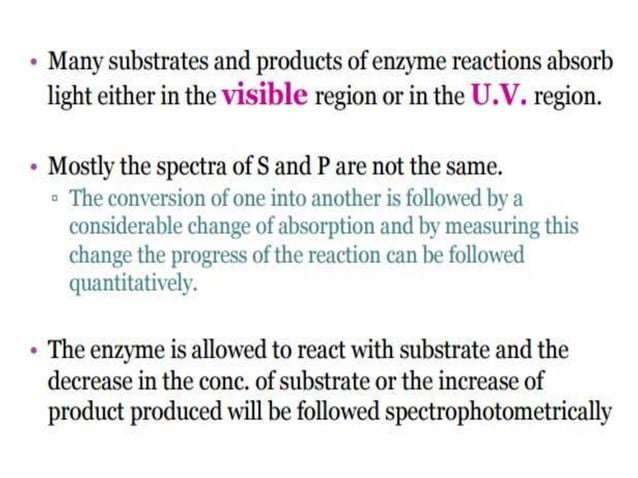 • Many substrates and products of enzyme reactions absorb
light either in the visible region or in the U.V. region.
• Mostly the spectra of S and P are not the same.
▫ The conversion of one into another is followed by a
considerable change of absorption and by measuring this
change the progress of the reaction can be followed
quantitatively.
• The enzyme is allowed to react with substrate and the
decrease in the conc. of substrate or the increase of
product produced will be followed spectrophotometrically